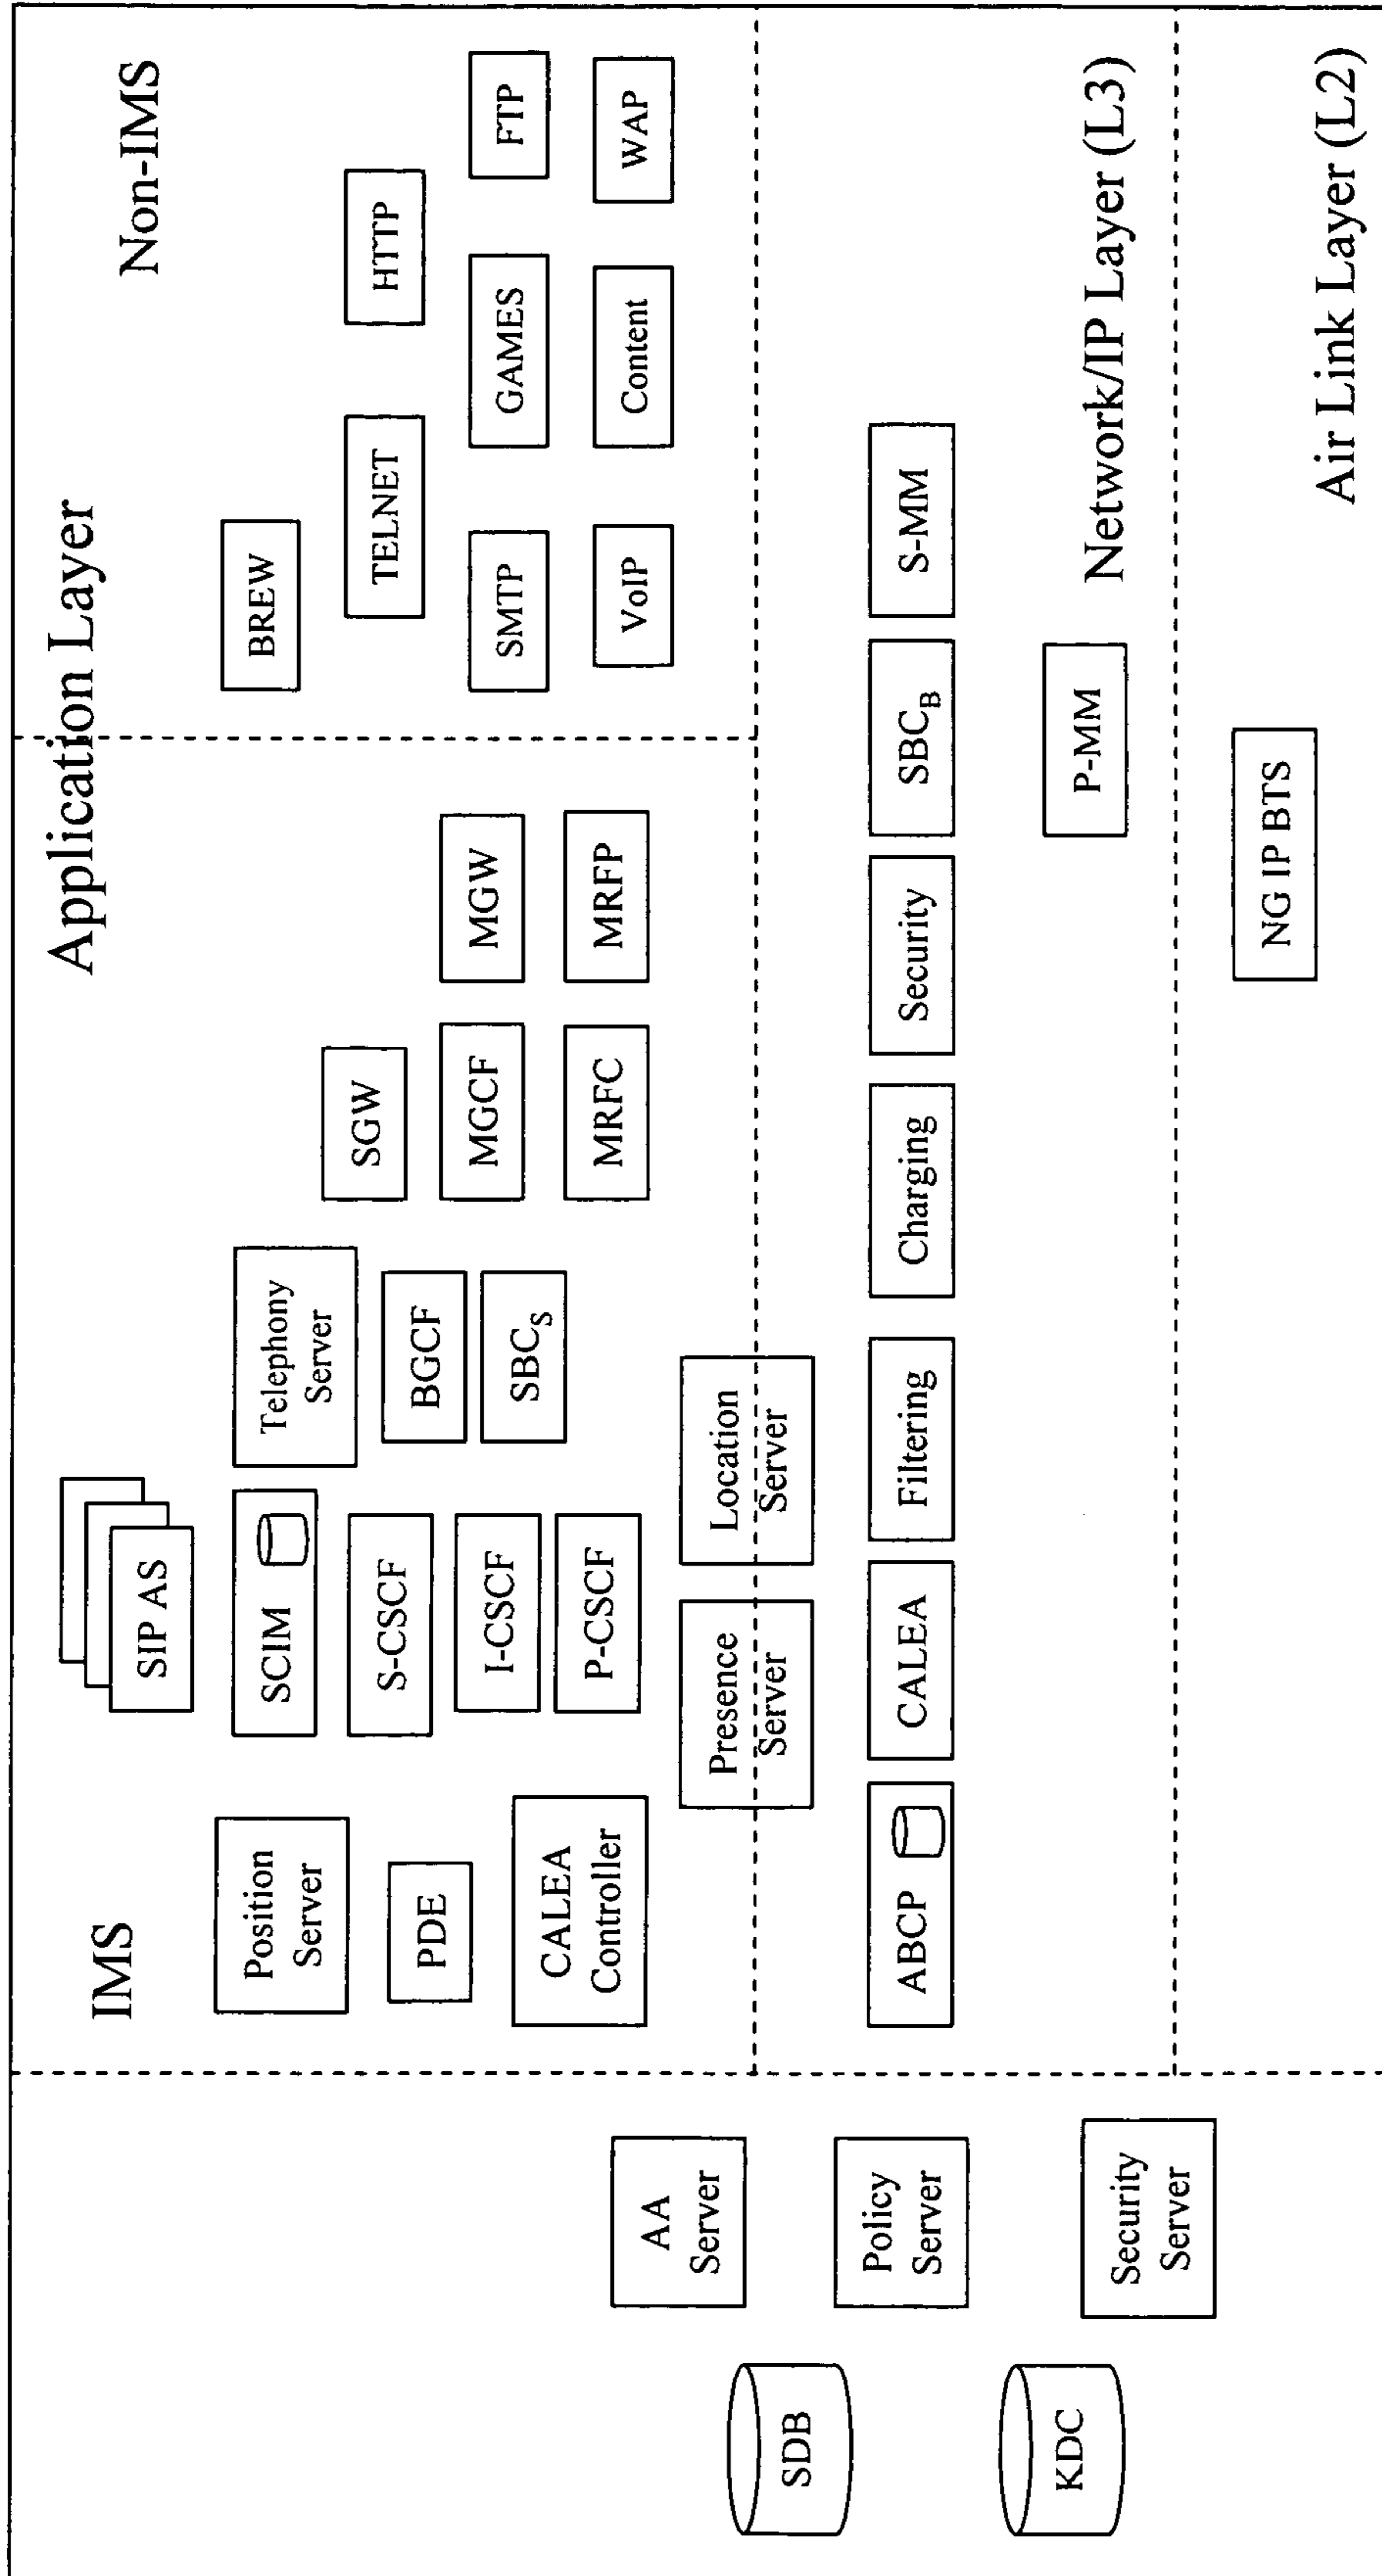 Application Layer
IMS
Non-IMS
SIP AS
Position
Server
SCIM
Telephony
Server
BREW
PDE
S-CSCF
BGCF
SGW
TELNET
HTTP
CALEA
Controller
I-CSCF
SBCS
MGCF
MGW
SMTP
GAMES
FTP
P-CSCF
MRFC
MRFP
VoIP
Content
WAP
Presence
Server
Location
Server
AA
Server
SDB
Policy
Server
ABCP
CALEA
Filtering
Charging
Security
SBCB
S-MM
KDC
Security
Server
P-MM
Network/IP Layer (L3)
NG IP BTS
Air Link Layer (L2)